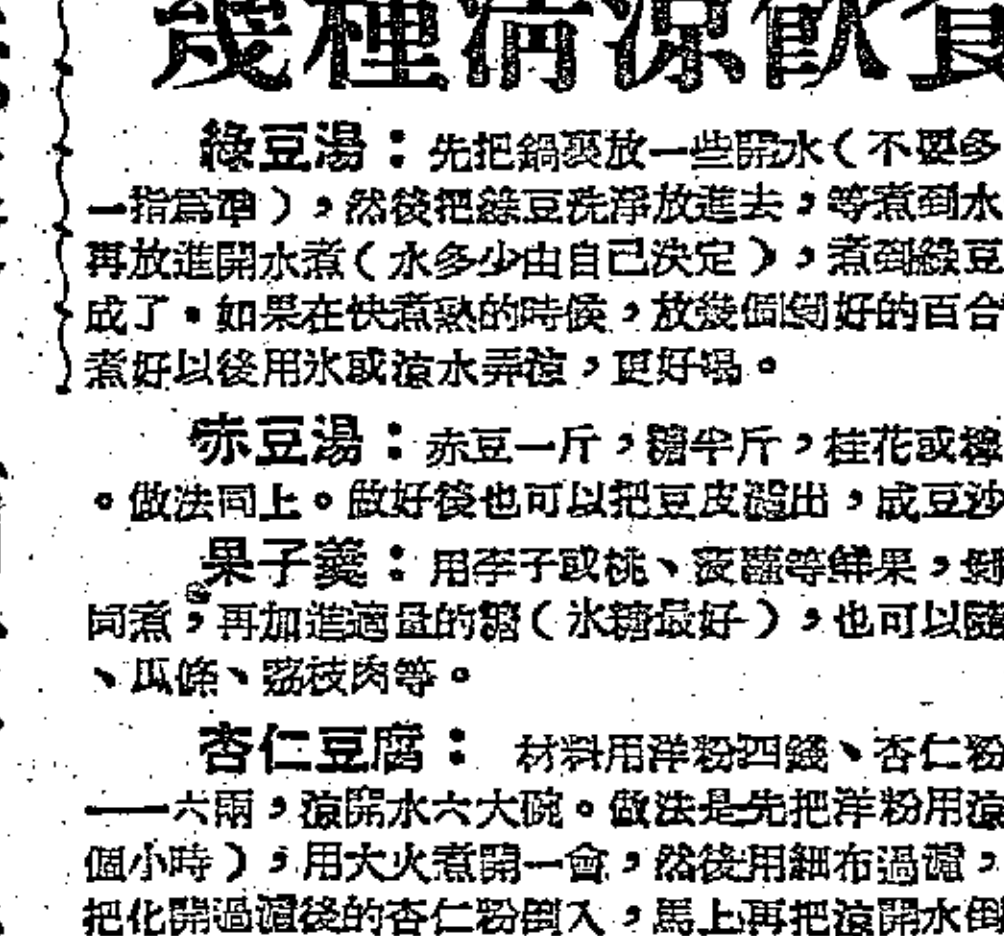 幾種清涼飲食
綠豆湯：先把鍋裏放一些開水（不要多
一指爲準），然後把綠豆洗淨放進去，等煮到水
再放進開水煮（水多少由自己決定），煮到綠豆
成了。如果在快煮熟的時候，放幾個剝好的百合
煮好以後用氷或涼水弄涼，更好喝。
赤豆湯：赤豆一斤，糖半斤，桂花或
。做法同上。做好後也可以把豆皮濾出，成豆沙
果子羹：用李子或桃、菠蘿等鮮果，
同煮，再加進適量的糖（氷糖最好），也可以隨
、瓜條、荔枝肉等。
杏仁豆腐：材料用洋粉四錢、杏仁粉
——六兩，涼開水六大碗。做法是先把洋粉用涼
個小時），用大火煮開一會，然後用細布過濾，
把化開過濾後的杏仁粉倒入，馬上再把涼開水倒